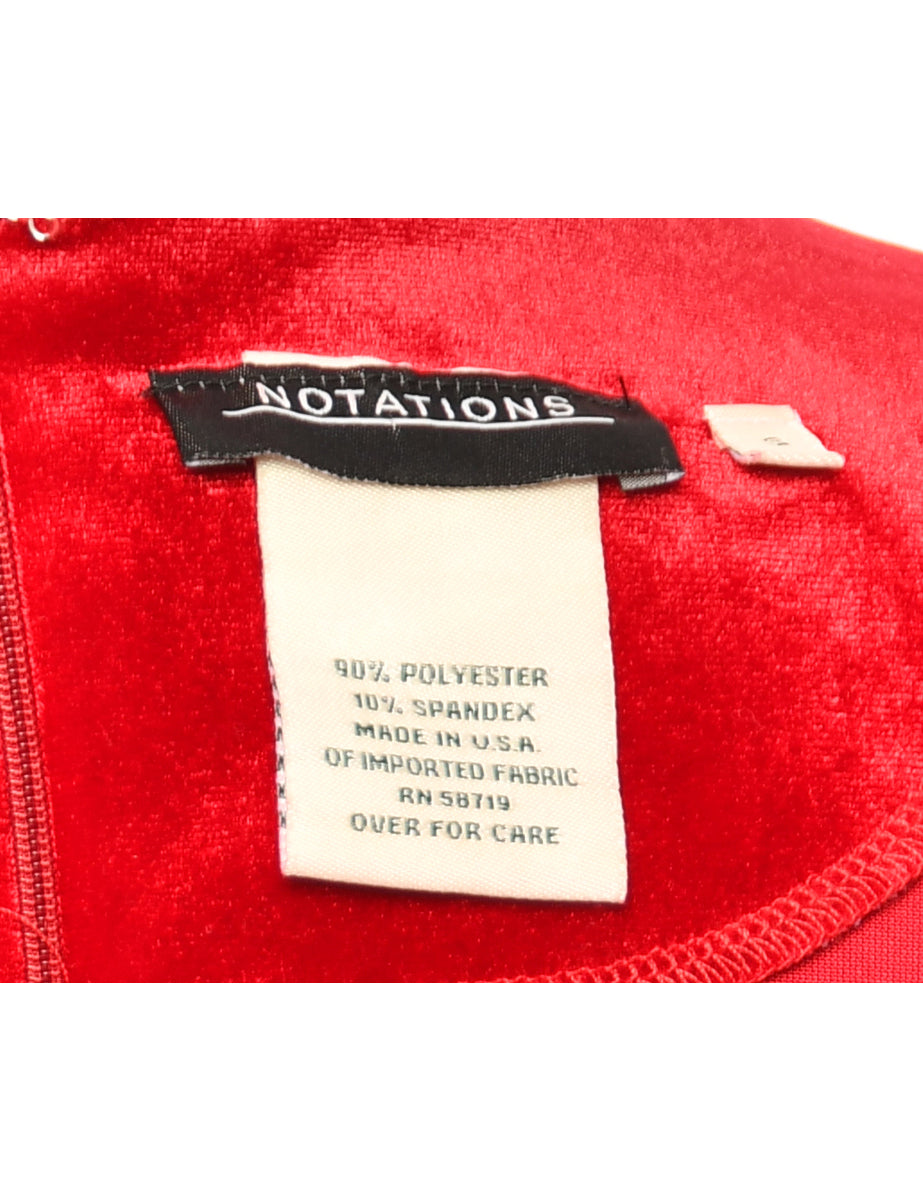 NOTATIONS
90% POLYESTER
10% SPANDEX
MADE IN U.S.A.
OF IMPORTED FABRIC
RN 58719
OVER FOR CARE